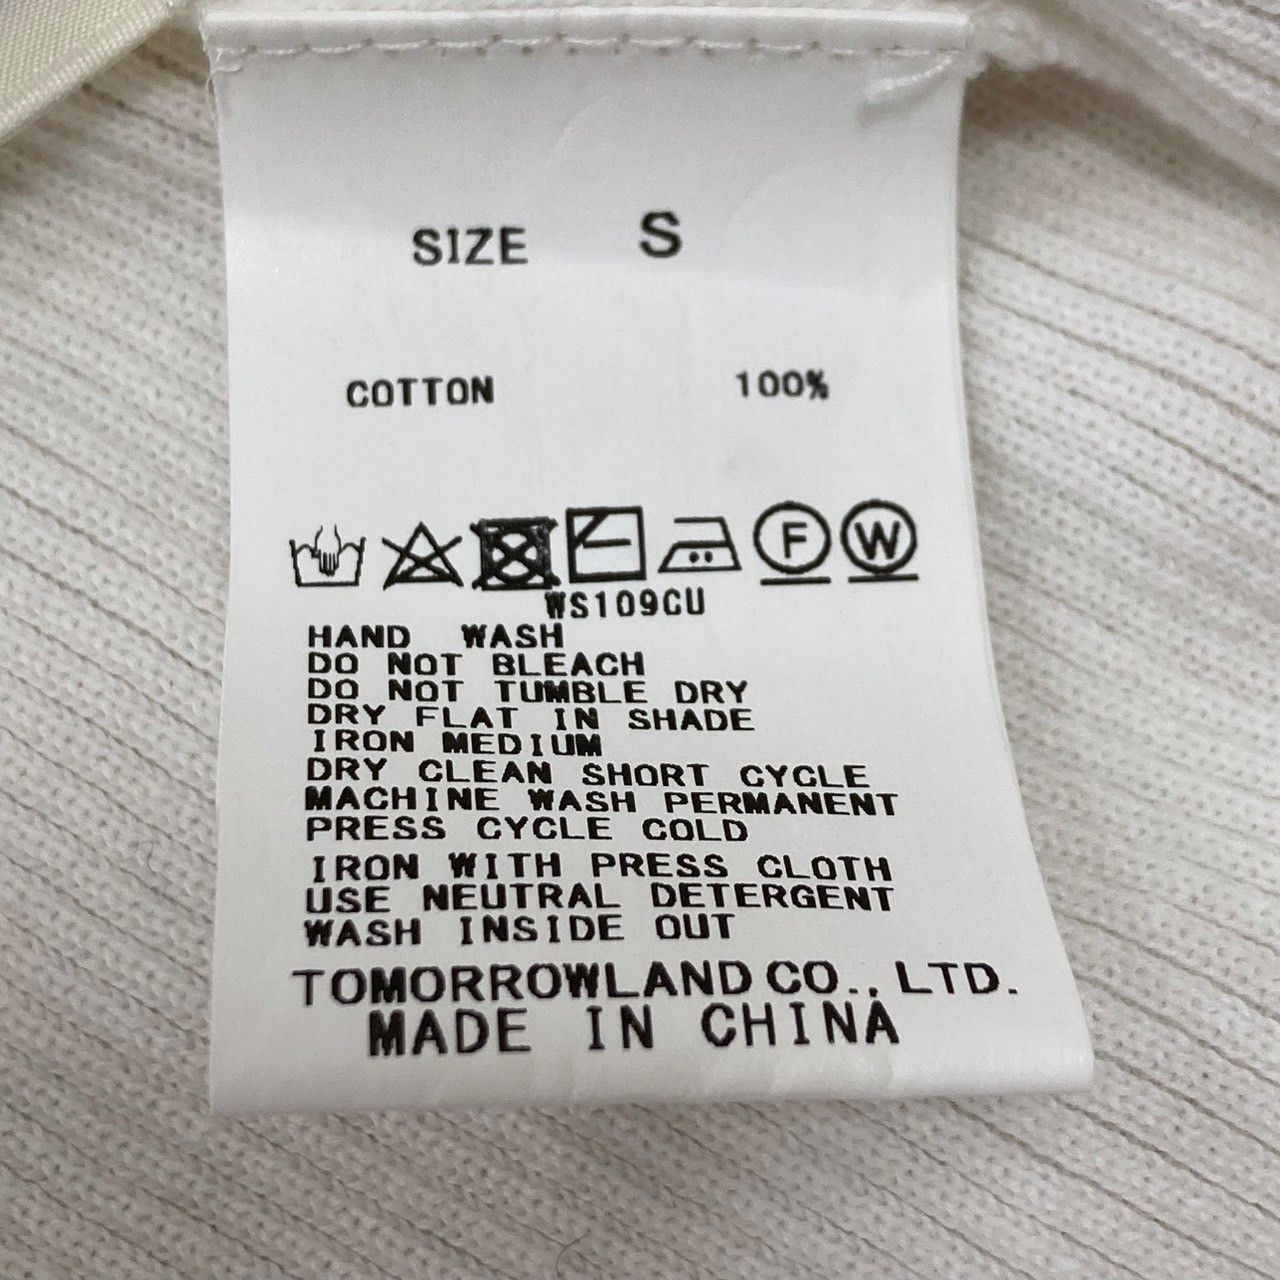 SIZE S
COTTON 100%
F W
WS109CU
HAND WASH
DO NOT BLEACH
DO NOT TUMBLE DRY
DRY FLAT IN SHADE
IRON MEDIUM
DRY CLEAN SHORT CYCLE
MACHINE WASH PERMANENT
PRESS CYCLE COLD
IRON WITH PRESS CLOTH
USE NEUTRAL DETERGENT
WASH INSIDE OUT
TOMORROWLAND CO., LTD.
MADE IN CHINA